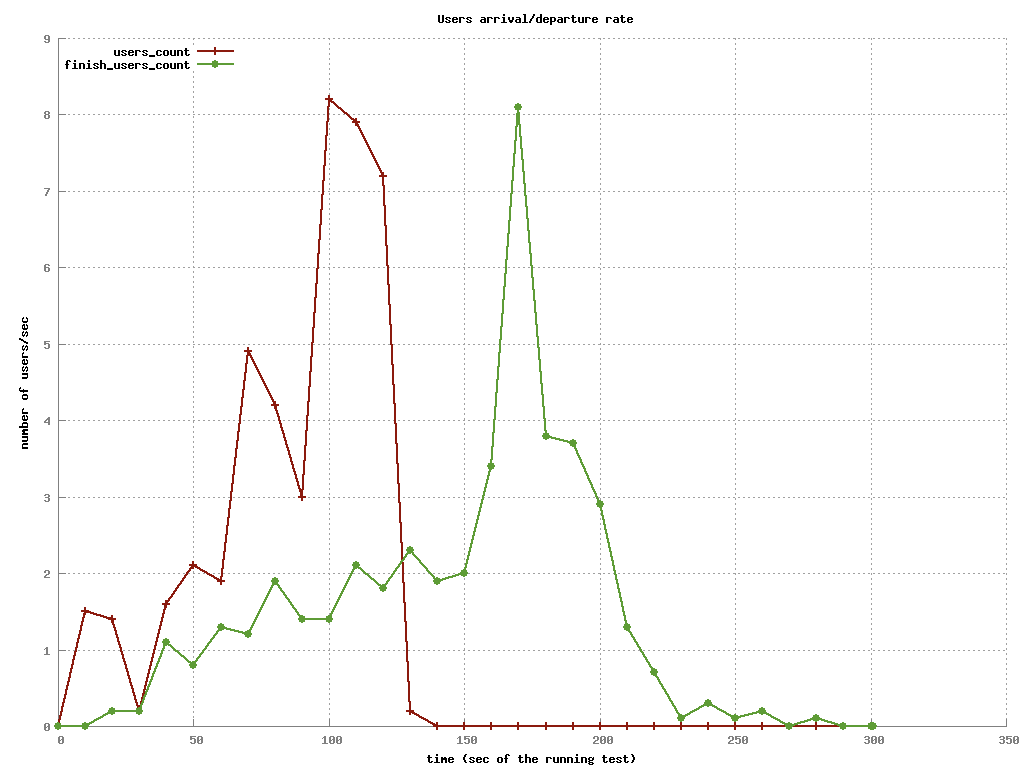 Users arrival/departure rate
users_count
finish_users_count
9
8
7
6
5
4
3
2
1
0
number of users/sec
0 50 100 150 200 250 300 350
time (sec of the running test)